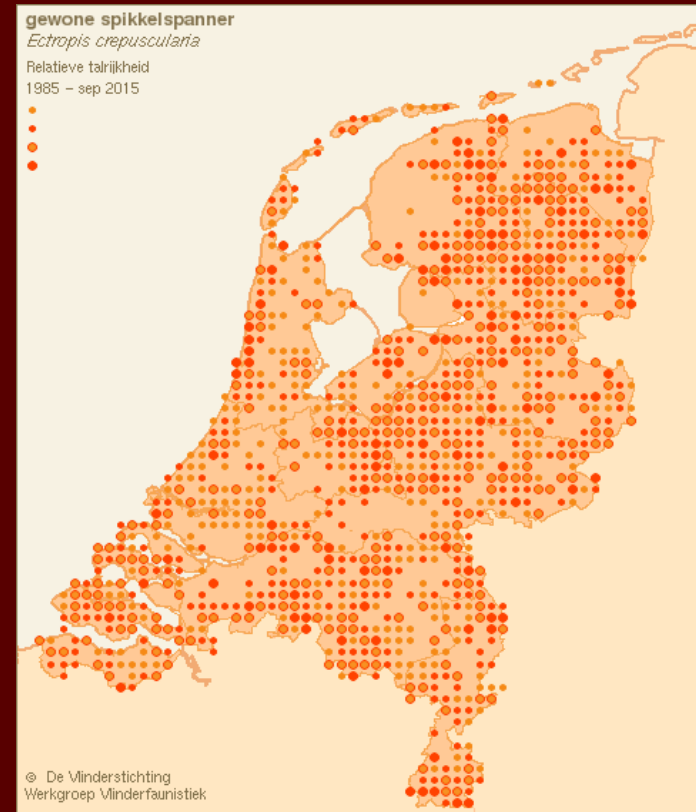 gewone spikkelspanner
Ectropis crepuscularia
Relatieve talrijkheid
1985 – sep 2015
© De Vlinderstichting
Werkgroep Vlinderfaunistiek